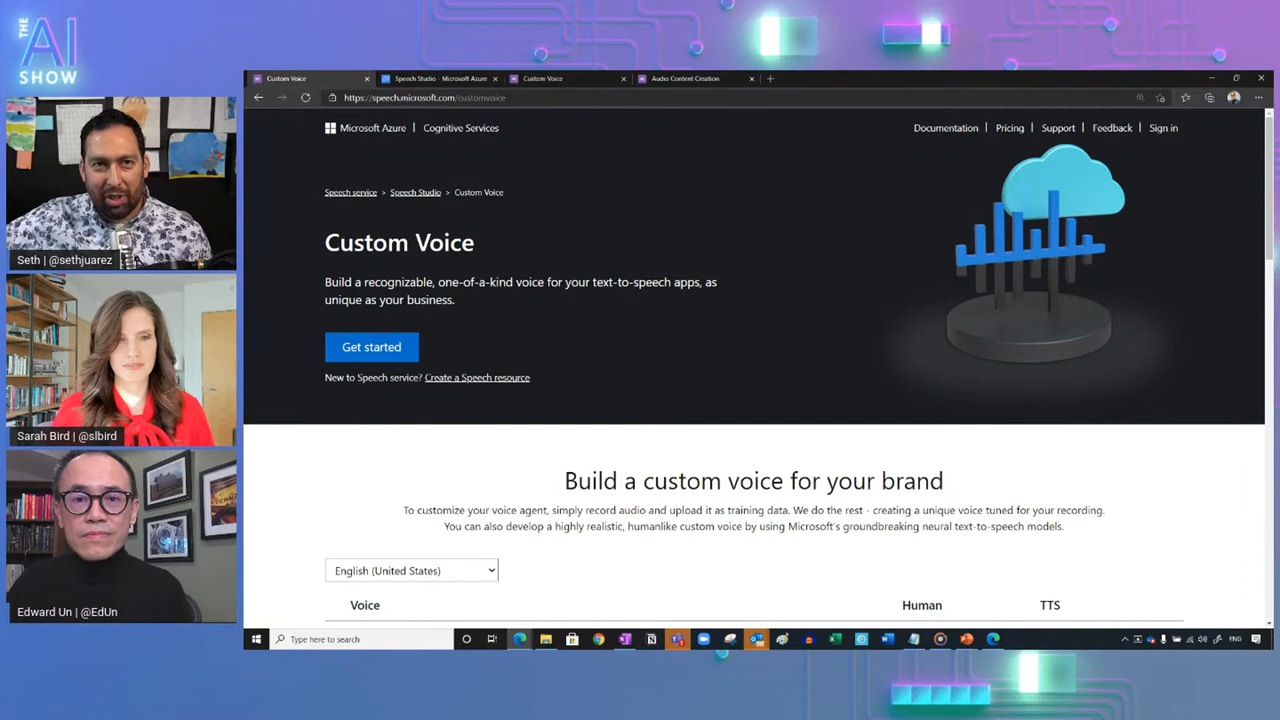 THE
AI
SHOW
Seth | @sethjuarez
Sarah Bird | @slbird
Edward Un | @EdUn
Custom Voice
Speech Studio - Microsoft Azure
Custom Voice
Audio Content Creation
https://speech.microsoft.com/customvoice
Microsoft Azure | Cognitive Services
Documentation | Pricing | Support | Feedback | Sign in
Speech service > Speech Studio > Custom Voice
Custom Voice
Build a recognizable, one-of-a-kind voice for your text-to-speech apps, as
unique as your business.
Get started
New to Speech service? Create a Speech resource
Build a custom voice for your brand
To customize your voice agent, simply record audio and upload it as training data. We do the rest - creating a unique voice tuned for your recording.
You can also develop a highly realistic, humanlike custom voice by using Microsoft's groundbreaking neural text-to-speech models.
English (United States)
Voice Human TTS
Type here to search
ENG